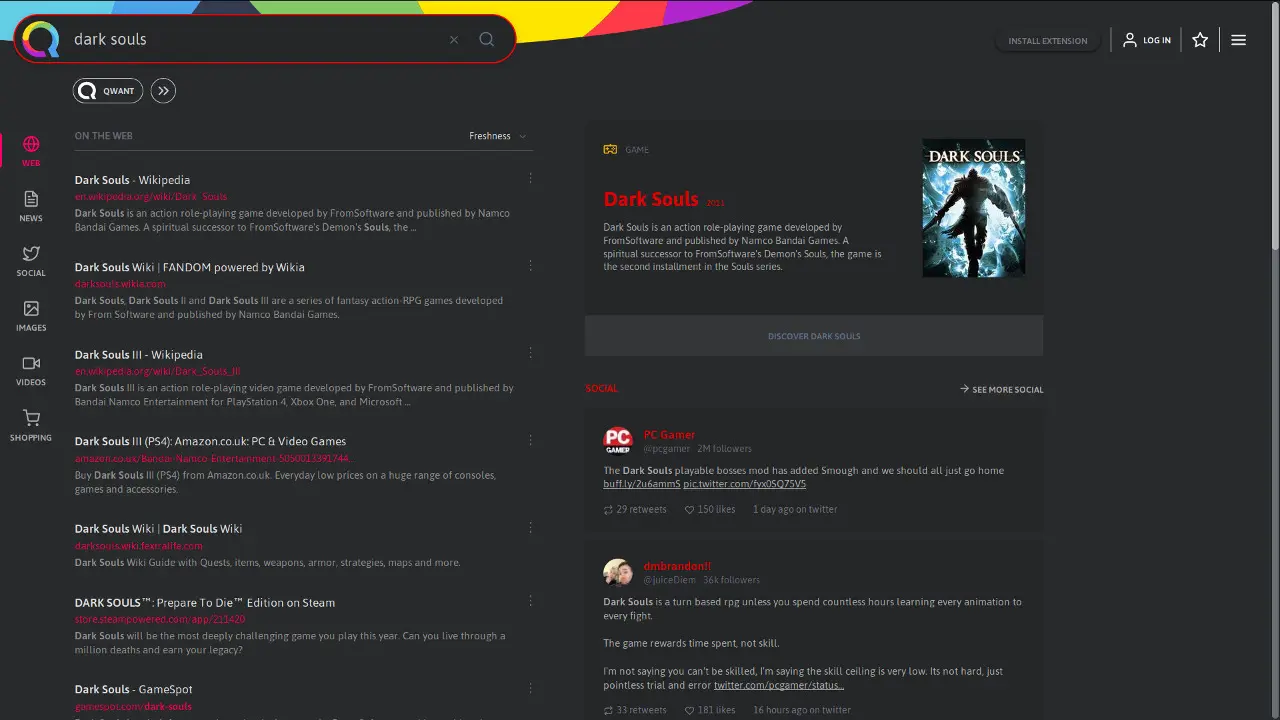 dark souls
INSTALL EXTENSION
LOG IN
QWANT
WEB
NEWS
SOCIAL
IMAGES
VIDEOS
SHOPPING
ON THE WEB
Freshness
Dark Souls - Wikipedia
en.wikipedia.org/wiki/Dark_Souls
Dark Souls is an action role-playing game developed by FromSoftware and published by Namco
Bandai Games. A spiritual successor to FromSoftware's Demon's Souls, the ...
Dark Souls Wiki | FANDOM powered by Wikia
darksouls.wikia.com
Dark Souls, Dark Souls II and Dark Souls III are a series of fantasy action-RPG games developed
by From Software and published by Namco Bandai Games.
Dark Souls III - Wikipedia
en.wikipedia.org/wiki/Dark_Souls_III
Dark Souls III is an action role-playing video game developed by FromSoftware and published by
Bandai Namco Entertainment for PlayStation 4, Xbox One, and Microsoft ...
Dark Souls III (PS4): Amazon.co.uk: PC & Video Games
amazon.co.uk/Bandai-Namco-Entertainment-5050013391744...
Buy Dark Souls III (PS4) from Amazon.co.uk. Everyday low prices on a huge range of consoles,
games and accessories.
Dark Souls Wiki | Dark Souls Wiki
darksouls.wiki.fextralife.com
Dark Souls Wiki Guide with Quests, items, weapons, armor, strategies, maps and more.
DARK SOULS™: Prepare To Die™ Edition on Steam
store.steampowered.com/app/211420
Dark Souls will be the most deeply challenging game you play this year. Can you live through a
million deaths and earn your legacy?
Dark Souls - GameSpot
gamespot.com/dark-souls
GAME
Dark Souls 2011
Dark Souls is an action role-playing game developed by
FromSoftware and published by Namco Bandai Games. A
spiritual successor to FromSoftware's Demon's Souls, the game is
the second installment in the Souls series.
DARK SOULS
DISCOVER DARK SOULS
SOCIAL
SEE MORE SOCIAL
PC GAMER
PC Gamer
@pcgamer 2M followers
The Dark Souls playable bosses mod has added Smough and we should all just go home
buff.ly/2u6ammS pic.twitter.com/fyx0SQ75V5
29 retweets 150 likes 1 day ago on twitter
dmbrandon!!
@juiceDiem 36k followers
Dark Souls is a turn based rpg unless you spend countless hours learning every animation to
every fight.
The game rewards time spent, not skill.
I'm not saying you can't be skilled, I'm saying the skill ceiling is very low. Its not hard, just
pointless trial and error twitter.com/pcgamer/status...
33 retweets 181 likes 16 hours ago on twitter